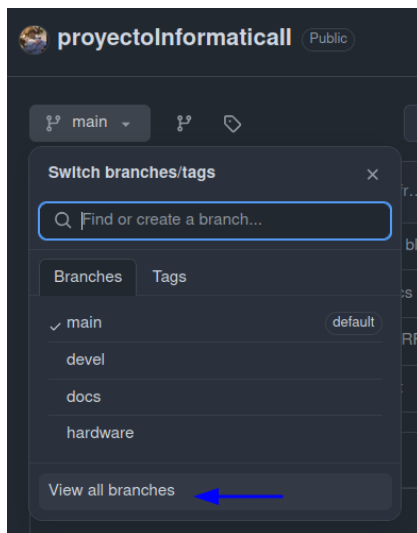 proyectoInformaticaII Public
main
Switch branches/tags
Find or create a branch...
Branches Tags
main default
devel
docs
hardware
View all branches